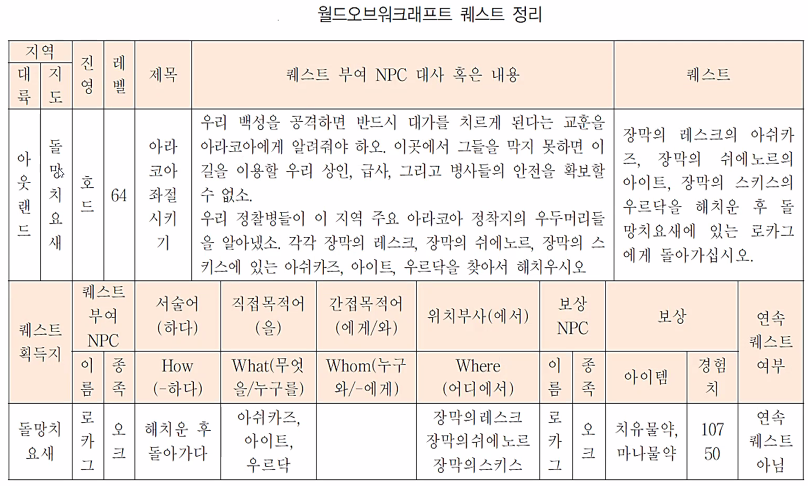 월드오브워크래프트 퀘스트 정리
지역
대륙
지도
진영
레벨
제목
퀘스트 부여 NPC 대사 혹은 내용
퀘스트
아웃랜드
돌망치요새
호드
64
아라
코아
좌절
시키
기
우리 백성을 공격하면 반드시 대가를 치르게 된다는 교훈을
아라코아에게 알려줘야 하오. 이곳에서 그들을 막지 못하면 이
길을 이용할 우리 상인, 급사, 그리고 병사들의 안전을 확보할
수 없소.
우리 정찰병들이 이 지역 주요 아라코아 정착지의 우두머리들
을 알아냈소. 각각 장막의 레스크, 장막의 쉬에노르, 장막의 스
키스에 있는 아쉬카즈, 아이트, 우르닥을 찾아서 해치우시오
장막의 레스크의 아쉬카
즈, 장막의 쉬에노르의
아이트, 장막의 스키스의
우르닥을 해치운 후 돌
망치요새에 있는 로카그
에게 돌아가십시오.
퀘스트
획득지
퀘스트
부여
NPC
서술어
(하다)
직접목적어
(을)
간접목적어
(에게/와)
위치부사(에서)
보상
NPC
보상
연속
퀘스트
여부
이름
종족
How
(-하다)
What(무엇
을/누구를)
Whom(누구
와/-에게)
Where
(어디에서)
이름
종족
아이템
경험
치
돌망치
요새
로카그
오크
해치운 후
돌아가다
아쉬카즈,
아이트,
우르닥
장막의레스크
장막의쉬에노르
장막의스키스
로카그
오크
치유물약,
마나물약
107
50
연속
퀘스트
아님